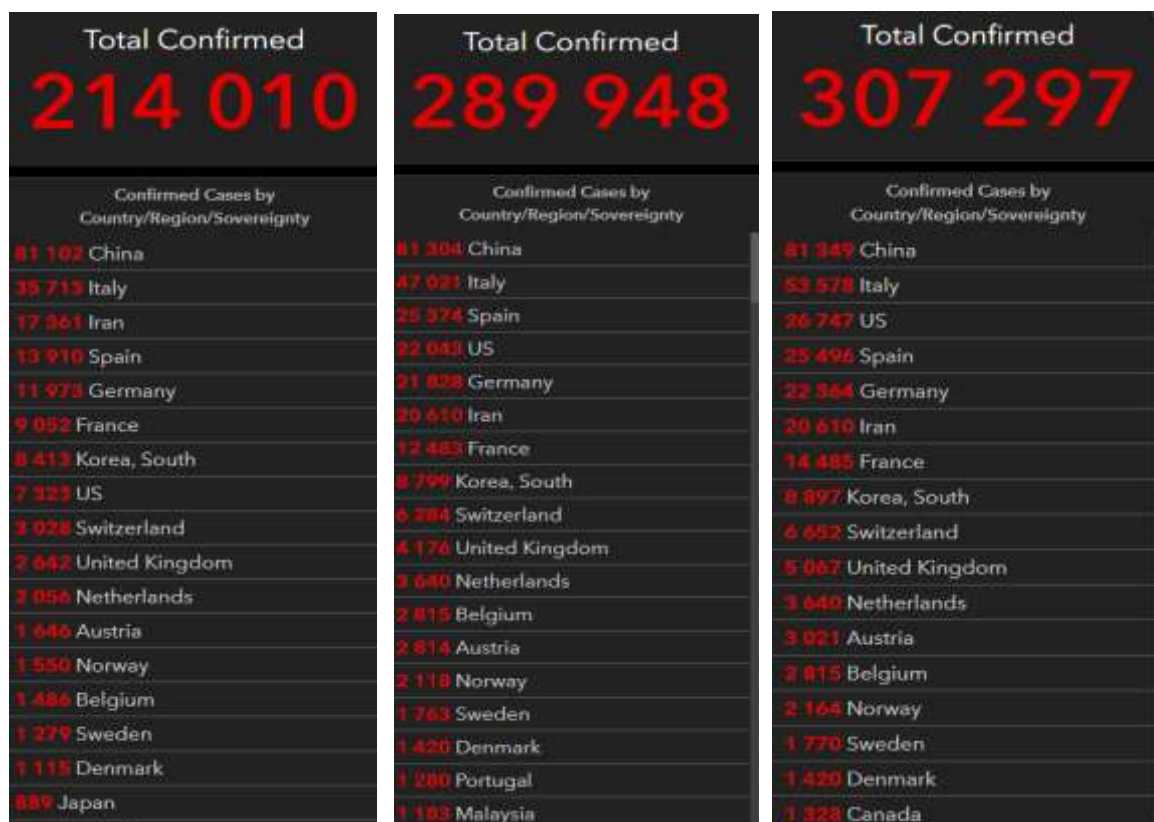 Total Confirmed
214 010
Confirmed Cases by
Country/Region/Sovereignty
81 102 China
35 713 Italy
17 361 Iran
13 910 Spain
11 973 Germany
9 052 France
8 413 Korea, South
7 323 US
3 028 Switzerland
2 642 United Kingdom
2 056 Netherlands
1 646 Austria
1 550 Norway
1 486 Belgium
1 279 Sweden
1 115 Denmark
889 Japan
Total Confirmed
289 948
Confirmed Cases by
Country/Region/Sovereignty
81 304 China
47 021 Italy
25 374 Spain
22 043 US
21 828 Germany
20 610 Iran
12 483 France
8 799 Korea, South
6 284 Switzerland
4 176 United Kingdom
3 640 Netherlands
2 815 Belgium
2 814 Austria
2 118 Norway
1 763 Sweden
1 420 Denmark
1 280 Portugal
1 183 Malaysia
Total Confirmed
307 297
Confirmed Cases by
Country/Region/Sovereignty
81 349 China
53 578 Italy
26 747 US
25 496 Spain
22 364 Germany
20 610 Iran
14 485 France
8 897 Korea, South
6 652 Switzerland
5 067 United Kingdom
3 640 Netherlands
3 021 Austria
2 815 Belgium
2 164 Norway
1 770 Sweden
1 420 Denmark
1 328 Canada